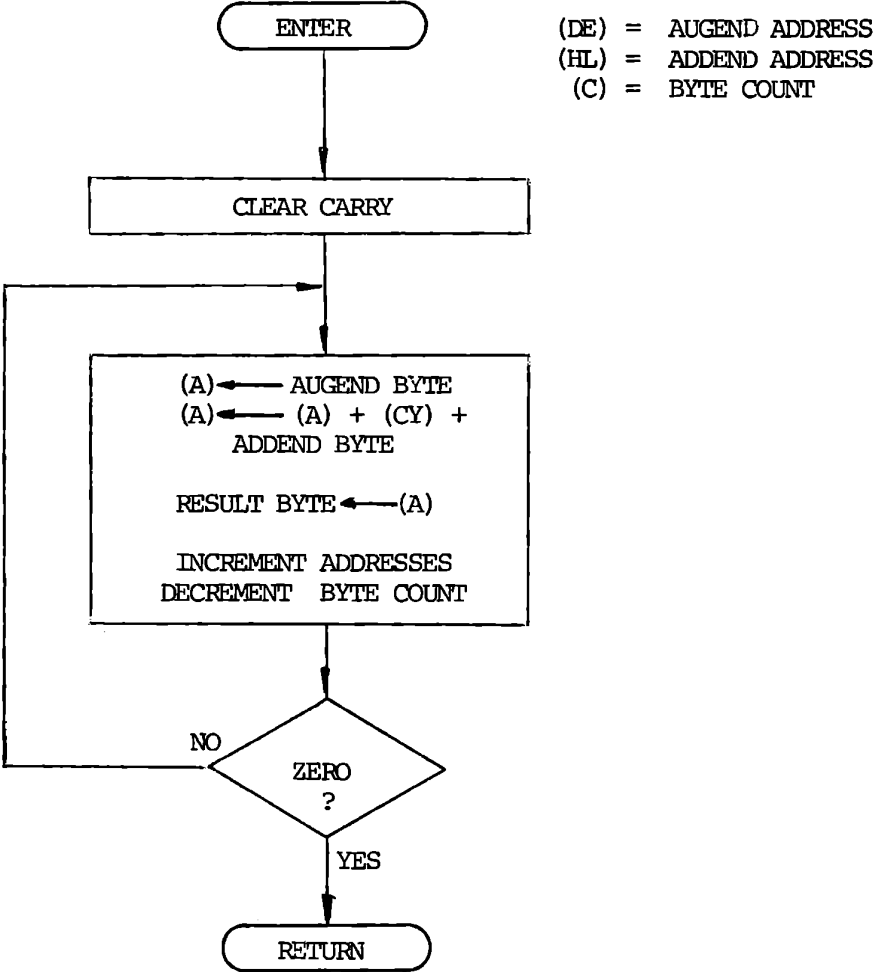 ENTER
(DE) = AUGEND ADDRESS
(HL) = ADDEND ADDRESS
(C) = BYTE COUNT
CLEAR CARRY
(A)← AUGEND BYTE
(A)← (A) + (CY) +
ADDEND BYTE
RESULT BYTE←(A)
INCREMENT ADDRESSES
DECREMENT BYTE COUNT
NO
ZERO
?
YES
RETURN